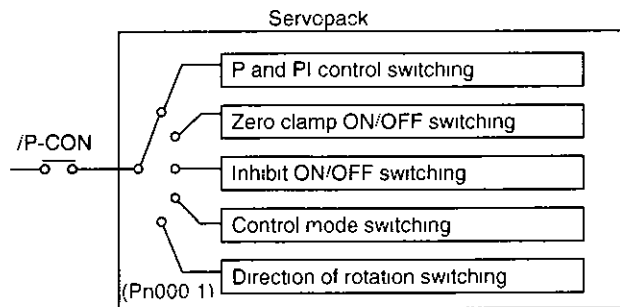 Servopack
P and PI control switching
Zero clamp ON/OFF switching
/P-CON
Inhibit ON/OFF switching
Control mode switching
Direction of rotation switching
(Pn000 1)